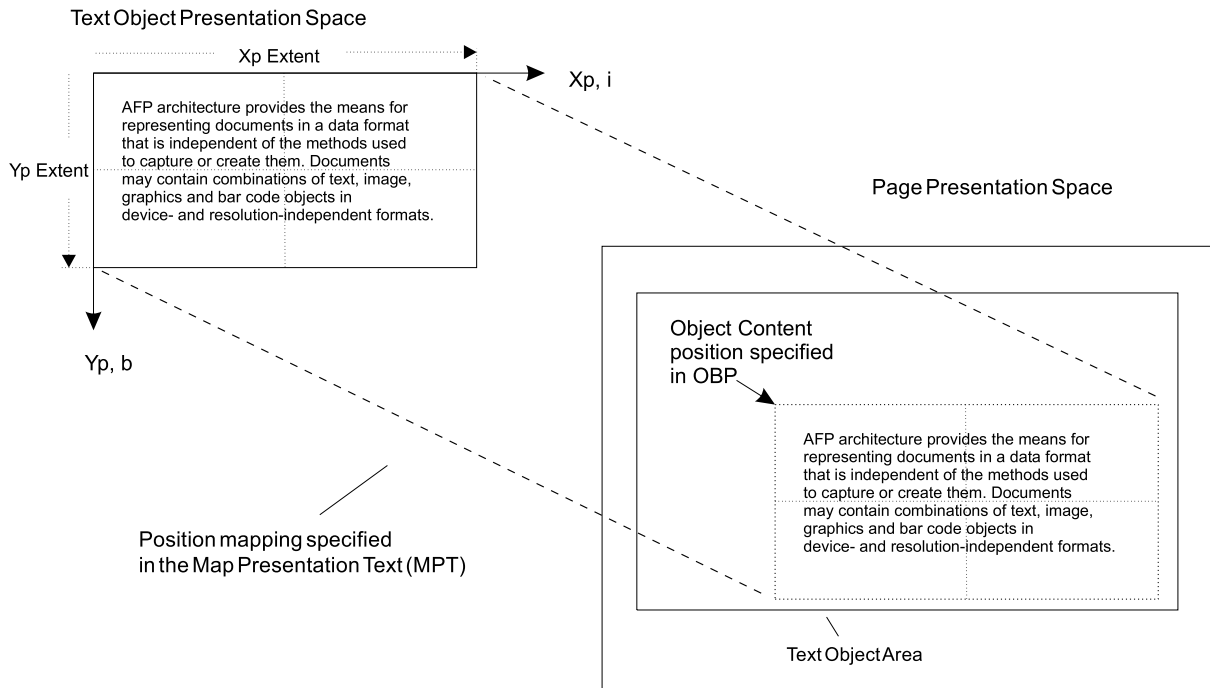 Text Object Presentation Space
Xp Extent
Xp, i
AFP architecture provides the means for
representing documents in a data format
that is independent of the methods used
to capture or create them. Documents
may contain combinations of text, image,
graphics and bar code objects in
device- and resolution-independent formats.
Yp Extent
Yp, b
Page Presentation Space
Object Content
position specified
in OBP
AFP architecture provides the means for
representing documents in a data format
that is independent of the methods used
to capture or create them. Documents
may contain combinations of text, image,
graphics and bar code objects in
device- and resolution-independent formats.
Position mapping specified
in the Map Presentation Text (MPT)
Text Object Area